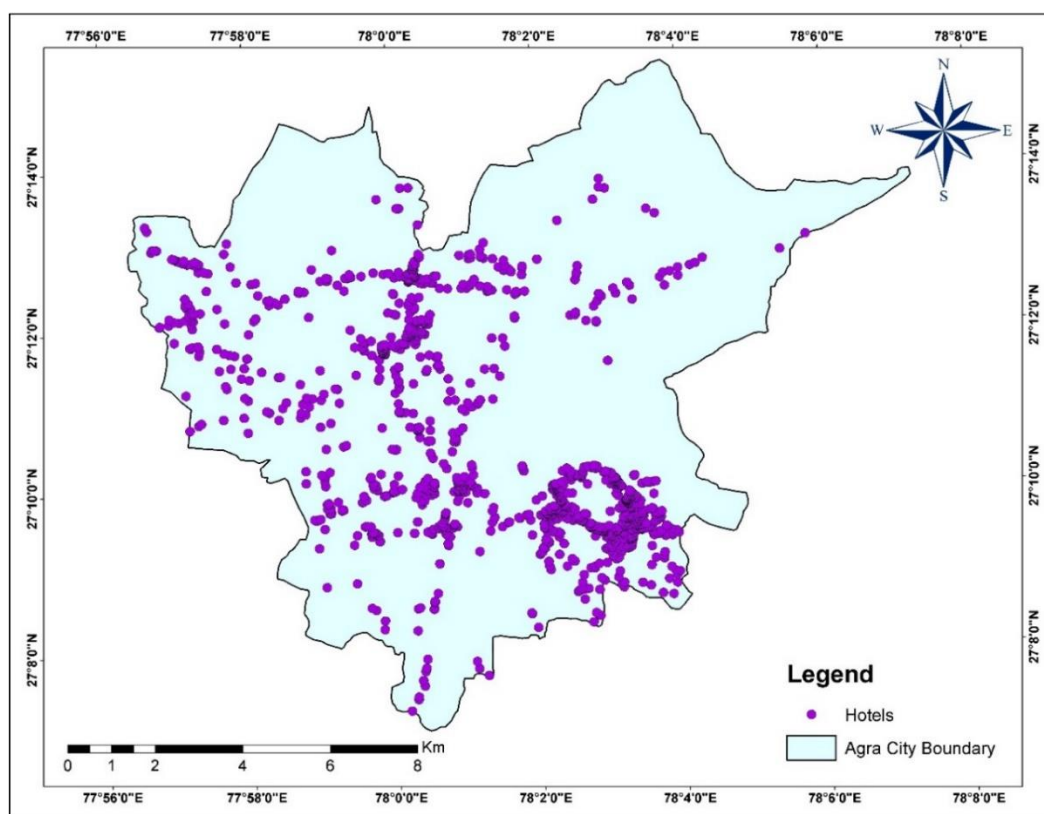 77°56'0"E 77°58'0"E 78°0'0"E 78°2'0"E 78°4'0"E 78°6'0"E 78°8'0"E
N
W E
S
27°14'0"N 27°14'0"N
27°12'0"N 27°12'0"N
27°10'0"N 27°10'0"N
27°8'0"N 27°8'0"N
Legend
Hotels
Agra City Boundary
Km
0 1 2 4 6 8
77°56'0"E 77°58'0"E 78°0'0"E 78°2'0"E 78°4'0"E 78°6'0"E 78°8'0"E